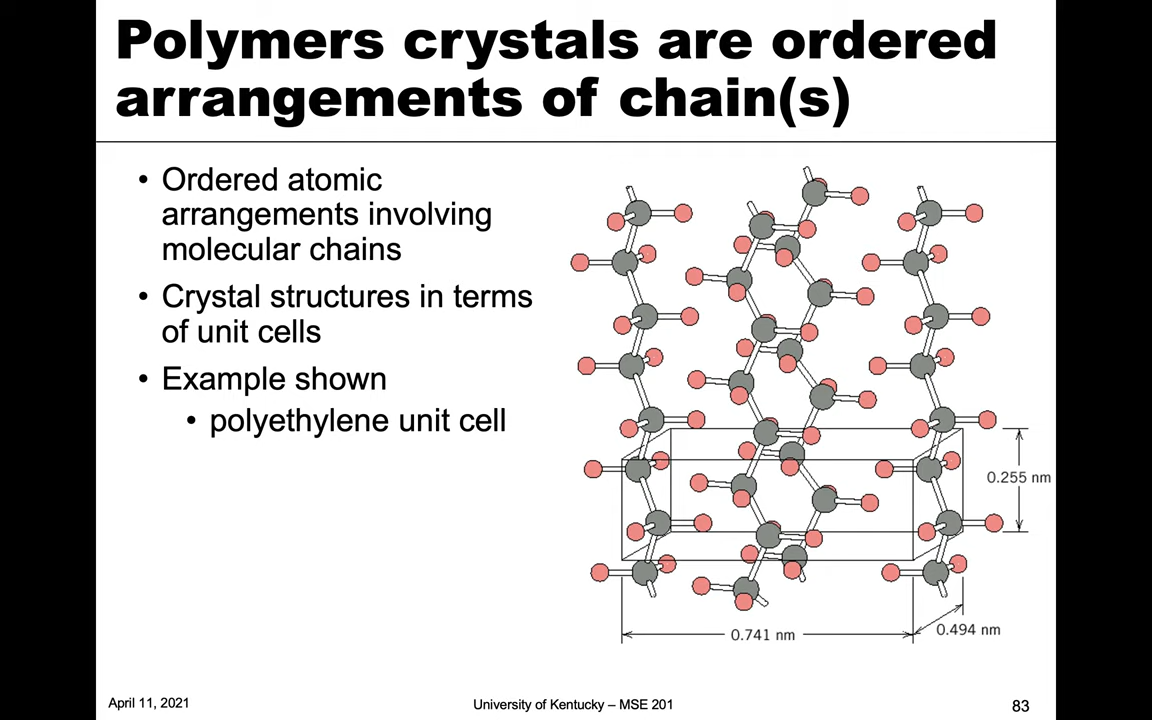 Polymers crystals are ordered
arrangements of chain(s)
• Ordered atomic
arrangements involving
molecular chains
• Crystal structures in terms
of unit cells
• Example shown
• polyethylene unit cell
0.255 nm
0.494 nm
0.741 nm
April 11, 2021
University of Kentucky – MSE 201
83